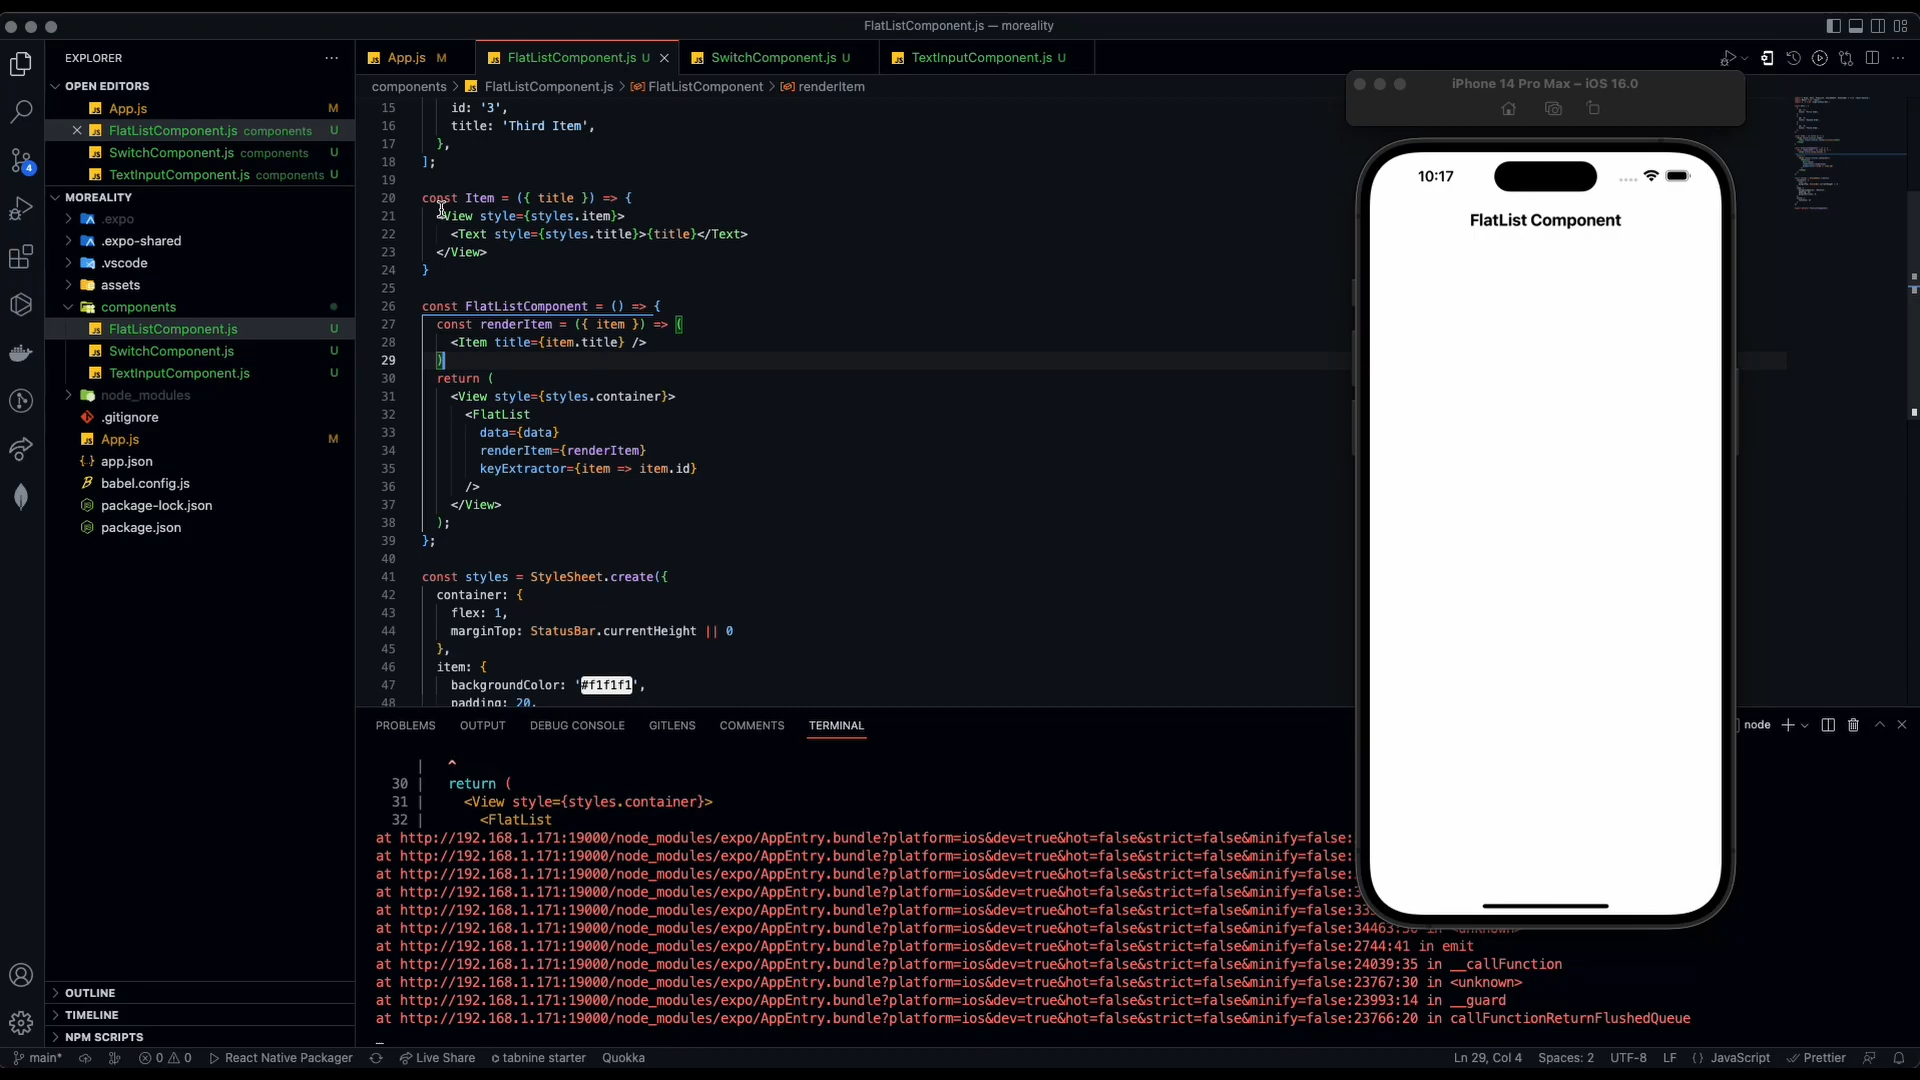 FlatListComponent.js — moreality
EXPLORER
OPEN EDITORS
App.js M
FlatListComponent.js components U
SwitchComponent.js components U
TextInputComponent.js components U
MOREALITY
.expo
.expo-shared
.vscode
assets
components
FlatListComponent.js U
SwitchComponent.js U
TextInputComponent.js U
node_modules
.gitignore
App.js M
app.json
babel.config.js
package-lock.json
package.json
OUTLINE
TIMELINE
NPM SCRIPTS
4
App.js M
FlatListComponent.js U
SwitchComponent.js U
TextInputComponent.js U
components > FlatListComponent.js > FlatListComponent > renderItem
15 id: '3',
16 title: 'Third Item',
17 },
18 ];
19
20 const Item = ({ title }) => {
21 <View style={styles.item}>
22 <Text style={styles.title}>{title}</Text>
23 </View>
24 }
25
26 const FlatListComponent = () => {
27 const renderItem = ({ item }) => (
28 <Item title={item.title} />
29 )
30 return (
31 <View style={styles.container}>
32 <FlatList
33 data={data}
34 renderItem={renderItem}
35 keyExtractor={item => item.id}
36 />
37 </View>
38 );
39 };
40
41 const styles = StyleSheet.create({
42 container: {
43 flex: 1,
44 marginTop: StatusBar.currentHeight || 0
45 },
46 item: {
47 backgroundColor: '#f1f1f1',
48 padding: 20,
iPhone 14 Pro Max – iOS 16.0
10:17
FlatList Component
PROBLEMS OUTPUT DEBUG CONSOLE GITLENS COMMENTS TERMINAL
node
| ^
30 | return (
31 | <View style={styles.container}>
32 | <FlatList
at http://192.168.1.171:19000/node_modules/expo/AppEntry.bundle?platform=ios&dev=true&hot=false&strict=false&minify=false:
at http://192.168.1.171:19000/node_modules/expo/AppEntry.bundle?platform=ios&dev=true&hot=false&strict=false&minify=false:
at http://192.168.1.171:19000/node_modules/expo/AppEntry.bundle?platform=ios&dev=true&hot=false&strict=false&minify=false:
at http://192.168.1.171:19000/node_modules/expo/AppEntry.bundle?platform=ios&dev=true&hot=false&strict=false&minify=false:
at http://192.168.1.171:19000/node_modules/expo/AppEntry.bundle?platform=ios&dev=true&hot=false&strict=false&minify=false:
at http://192.168.1.171:19000/node_modules/expo/AppEntry.bundle?platform=ios&dev=true&hot=false&strict=false&minify=false:34463: in <unknown>
at http://192.168.1.171:19000/node_modules/expo/AppEntry.bundle?platform=ios&dev=true&hot=false&strict=false&minify=false:2744:41 in emit
at http://192.168.1.171:19000/node_modules/expo/AppEntry.bundle?platform=ios&dev=true&hot=false&strict=false&minify=false:24039:35 in __callFunction
at http://192.168.1.171:19000/node_modules/expo/AppEntry.bundle?platform=ios&dev=true&hot=false&strict=false&minify=false:23767:30 in <unknown>
at http://192.168.1.171:19000/node_modules/expo/AppEntry.bundle?platform=ios&dev=true&hot=false&strict=false&minify=false:23993:14 in __guard
at http://192.168.1.171:19000/node_modules/expo/AppEntry.bundle?platform=ios&dev=true&hot=false&strict=false&minify=false:23766:20 in callFunctionReturnFlushedQueue
main* 0 0 React Native Packager Live Share tabnine starter Quokka Ln 29, Col 4 Spaces: 2 UTF-8 LF {} JavaScript Prettier